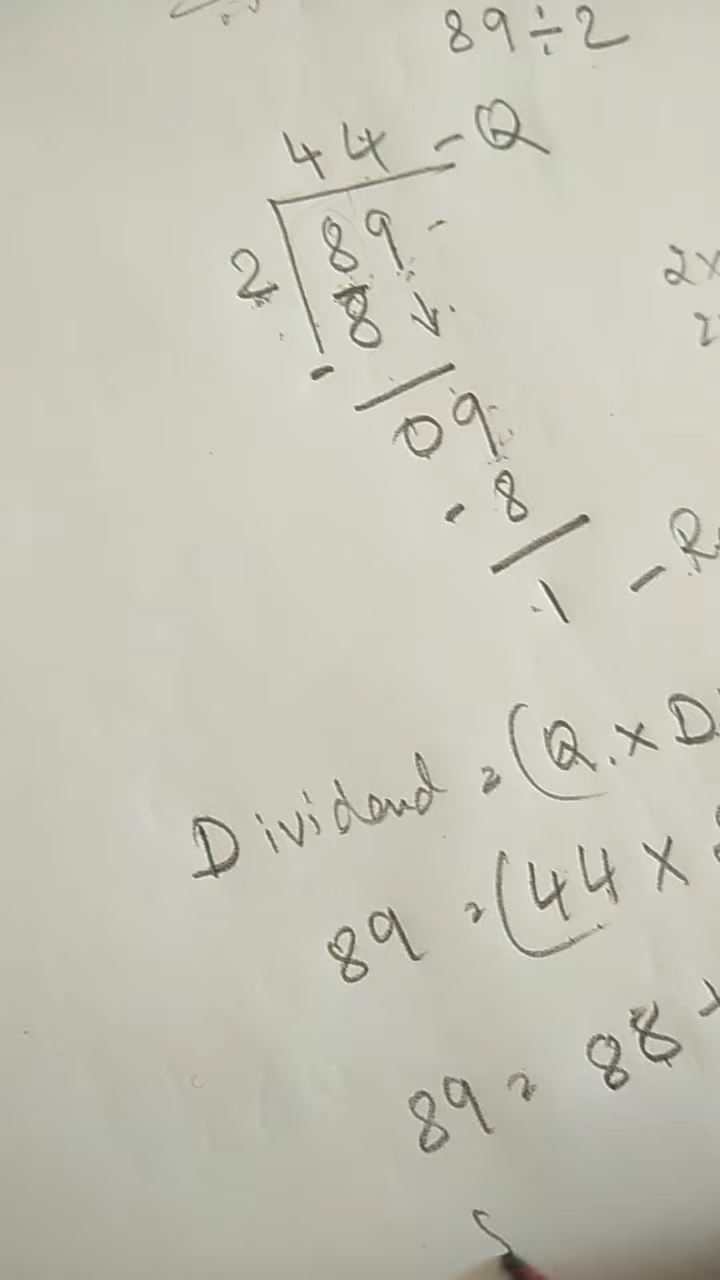 89÷2
44 - Q
2 89
8 ↓
- 09
- 8
1 - R
Dividend = (Q × D
89 = (44 ×
89 = 88 +